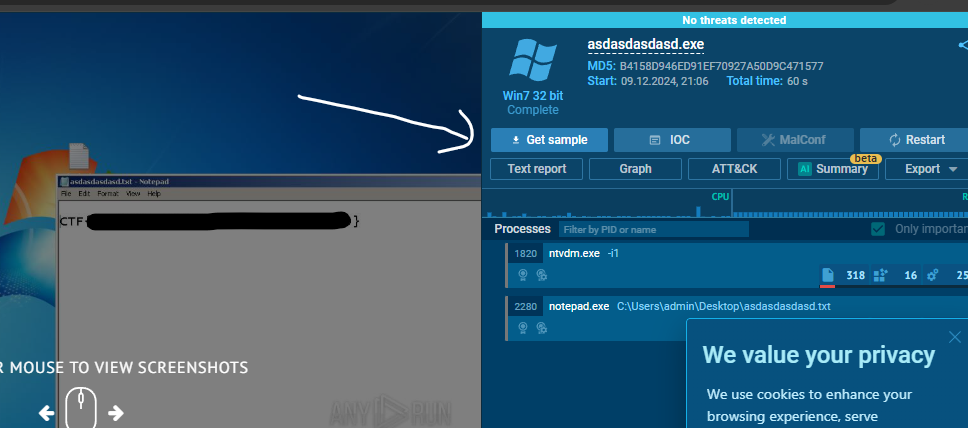 No threats detected
asdasdasdasd.exe
MD5: B4158D946ED91EF70927A50D9C471577
Start: 09.12.2024, 21:06 Total time: 60 s
Win7 32 bit
Complete
Get sample
IOC
MalConf
Restart
beta
Text report
Graph
ATT&CK
AI Summary
Export
CPU
R
Processes
Filter by PID or name
Only importan
1820 ntvdm.exe -i1
318 16 25
2280 notepad.exe C:\Users\admin\Desktop\asdasdasdasd.txt
We value your privacy
We use cookies to enhance your
browsing experience, serve
asdasdasdasd.txt - Notepad
File Edit Format View Help
CTF{ }
R MOUSE TO VIEW SCREENSHOTS
ANY RUN